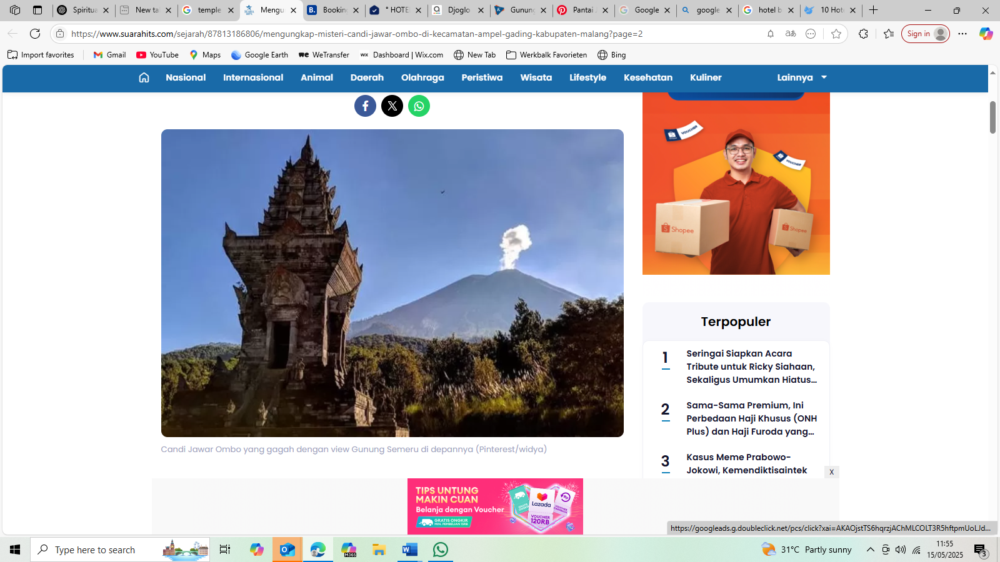 Spiritua
New ta
temple
Mengu
Booking
* HOTE
Djoglo
Gunung
Pantai
Google
google
hotel b
10 Hot
https://www.suarahits.com/sejarah/87813186806/mengungkap-misteri-candi-jawar-ombo-di-kecamatan-ampel-gading-kabupaten-malang?page=2
Sign in
Import favorites
Gmail
YouTube
Maps
Google Earth
WeTransfer
Dashboard | Wix.com
New Tab
Werkbalk Favorieten
Bing
Nasional
Internasional
Animal
Daerah
Olahraga
Peristiwa
Wisata
Lifestyle
Kesehatan
Kuliner
Lainnya
VOUCHER
VOUCHER
Shopee
Shopee
Candi Jawar Ombo yang gagah dengan view Gunung Semeru di depannya (Pinterest/widya)
Terpopuler
1
Seringai Siapkan Acara
Tribute untuk Ricky Siahaan,
Sekaligus Umumkan Hiatus...
2
Sama-Sama Premium, Ini
Perbedaan Haji Khusus (ONH
Plus) dan Haji Furoda yang...
3
Kasus Meme Prabowo-
Jokowi, Kemendiktisaintek
X
TIPS UNTUNG
MAKIN CUAN
Belanja dengan Voucher
GRATIS ONGKIR
Lazada
VOUCHER
120RB
https://googleads.g.doubleclick.net/pcs/click?xai=AKAOjstTS6hqrzjAChMLCOLT3R5hftpmUoLJd...
Type here to search
M365
31°C Partly sunny
11:55
15/05/2025
3